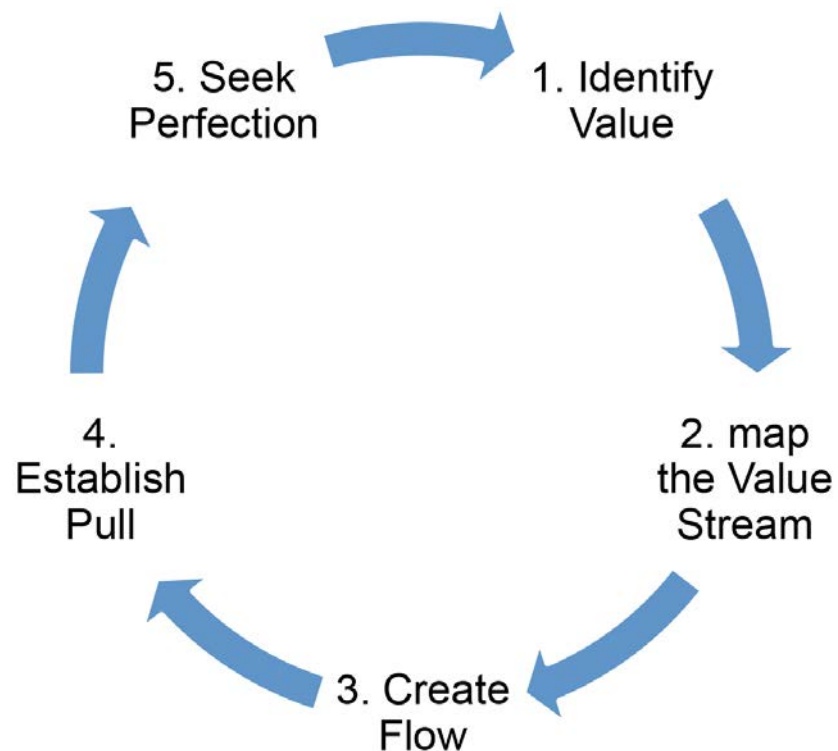 1. Identify
Value
2. map
the Value
Stream
3. Create
Flow
4.
Establish
Pull
5. Seek
Perfection